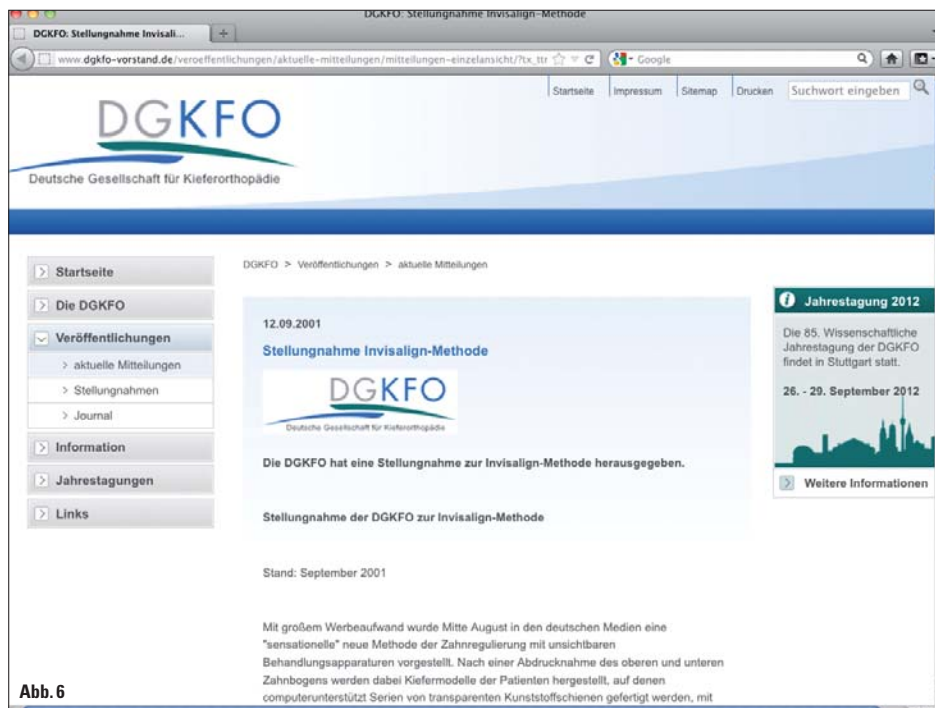 DGKFO: Stellungnahme Invisalign-Methode
DGKFO: Stellungnahme Invisali...
www.dgkfo-vorstand.de/veroeffentlichungen/aktuelle-mitteilungen/mitteilungen-einzelansicht/?tx_ttr
Google
Startseite
Impressum
Sitemap
Drucken
Suchwort eingeben
DGKFO
Deutsche Gesellschaft für Kieferorthopädie
Startseite
Die DGKFO
Veröffentlichungen
> aktuelle Mitteilungen
> Stellungnahmen
> Journal
Information
Jahrestagungen
Links
DGKFO > Veröffentlichungen > aktuelle Mitteilungen
12.09.2001
Stellungnahme Invisalign-Methode
DGKFO
Deutsche Gesellschaft für Kieferorthopädie
Die DGKFO hat eine Stellungnahme zur Invisalign-Methode herausgegeben.
Stellungnahme der DGKFO zur Invisalign-Methode
Stand: September 2001
Mit großem Werbeaufwand wurde Mitte August in den deutschen Medien eine
"sensationelle" neue Methode der Zahnregulierung mit unsichtbaren
Behandlungsapparaturen vorgestellt. Nach einer Abdrucknahme des oberen und unteren
Zahnbogens werden dabei Kiefermodelle der Patienten hergestellt, auf denen
computerunterstützt Serien von transparenten Kunststoffschienen gefertigt werden, mit
Jahrestagung 2012
Die 85. Wissenschaftliche
Jahrestagung der DGKFO
findet in Stuttgart statt.
26. - 29. September 2012
Weitere Informationen
Abb. 6